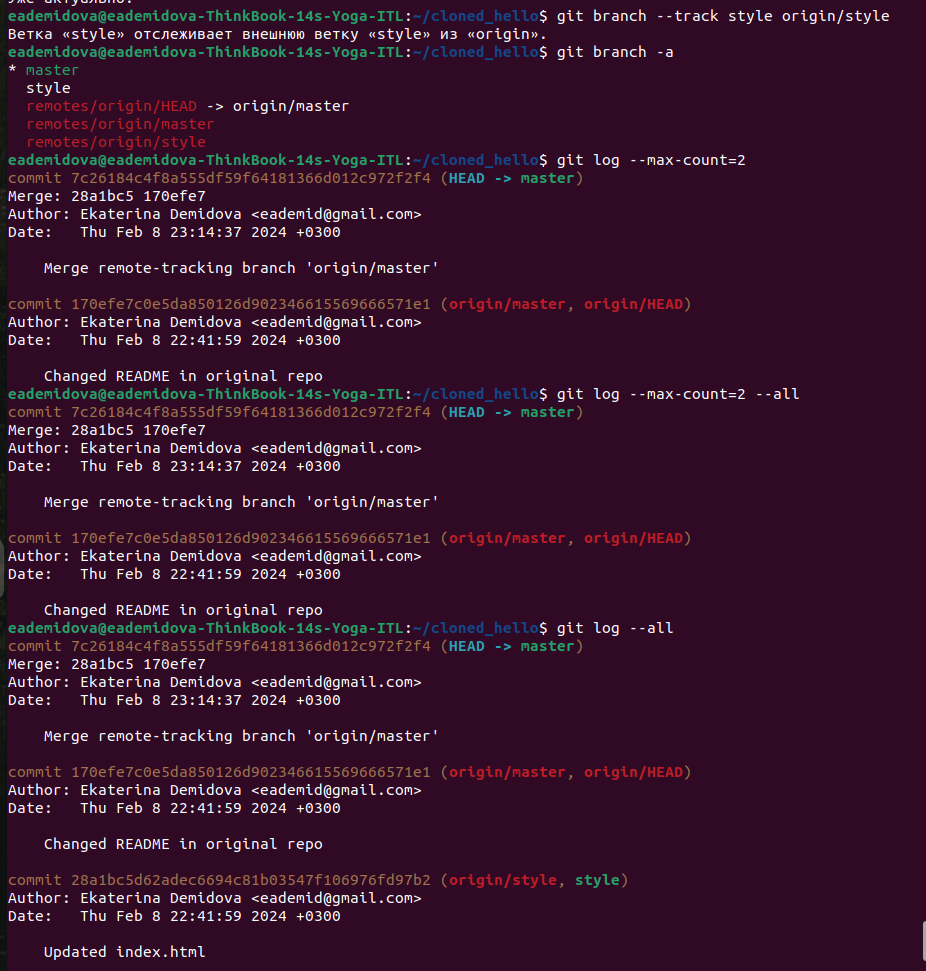 уже актуально.
eademidova@eademidova-ThinkBook-14s-Yoga-ITL:~/cloned_hello$ git branch --track style origin/style
Ветка «style» отслеживает внешнюю ветку «style» из «origin».
eademidova@eademidova-ThinkBook-14s-Yoga-ITL:~/cloned_hello$ git branch -a
* master
  style
  remotes/origin/HEAD -> origin/master
  remotes/origin/master
  remotes/origin/style
eademidova@eademidova-ThinkBook-14s-Yoga-ITL:~/cloned_hello$ git log --max-count=2
commit 7c26184c4f8a555df59f64181366d012c972f2f4 (HEAD -> master)
Merge: 28a1bc5 170efe7
Author: Ekaterina Demidova <eademid@gmail.com>
Date:   Thu Feb 8 23:14:37 2024 +0300
    Merge remote-tracking branch 'origin/master'
commit 170efe7c0e5da850126d902346615569666571e1 (origin/master, origin/HEAD)
Author: Ekaterina Demidova <eademid@gmail.com>
Date:   Thu Feb 8 22:41:59 2024 +0300
    Changed README in original repo
eademidova@eademidova-ThinkBook-14s-Yoga-ITL:~/cloned_hello$ git log --max-count=2 --all
commit 7c26184c4f8a555df59f64181366d012c972f2f4 (HEAD -> master)
Merge: 28a1bc5 170efe7
Author: Ekaterina Demidova <eademid@gmail.com>
Date:   Thu Feb 8 23:14:37 2024 +0300
    Merge remote-tracking branch 'origin/master'
commit 170efe7c0e5da850126d902346615569666571e1 (origin/master, origin/HEAD)
Author: Ekaterina Demidova <eademid@gmail.com>
Date:   Thu Feb 8 22:41:59 2024 +0300
    Changed README in original repo
eademidova@eademidova-ThinkBook-14s-Yoga-ITL:~/cloned_hello$ git log --all
commit 7c26184c4f8a555df59f64181366d012c972f2f4 (HEAD -> master)
Merge: 28a1bc5 170efe7
Author: Ekaterina Demidova <eademid@gmail.com>
Date:   Thu Feb 8 23:14:37 2024 +0300
    Merge remote-tracking branch 'origin/master'
commit 170efe7c0e5da850126d902346615569666571e1 (origin/master, origin/HEAD)
Author: Ekaterina Demidova <eademid@gmail.com>
Date:   Thu Feb 8 22:41:59 2024 +0300
    Changed README in original repo
commit 28a1bc5d62adec6694c81b03547f106976fd97b2 (origin/style, style)
Author: Ekaterina Demidova <eademid@gmail.com>
Date:   Thu Feb 8 22:41:59 2024 +0300
    Updated index.html